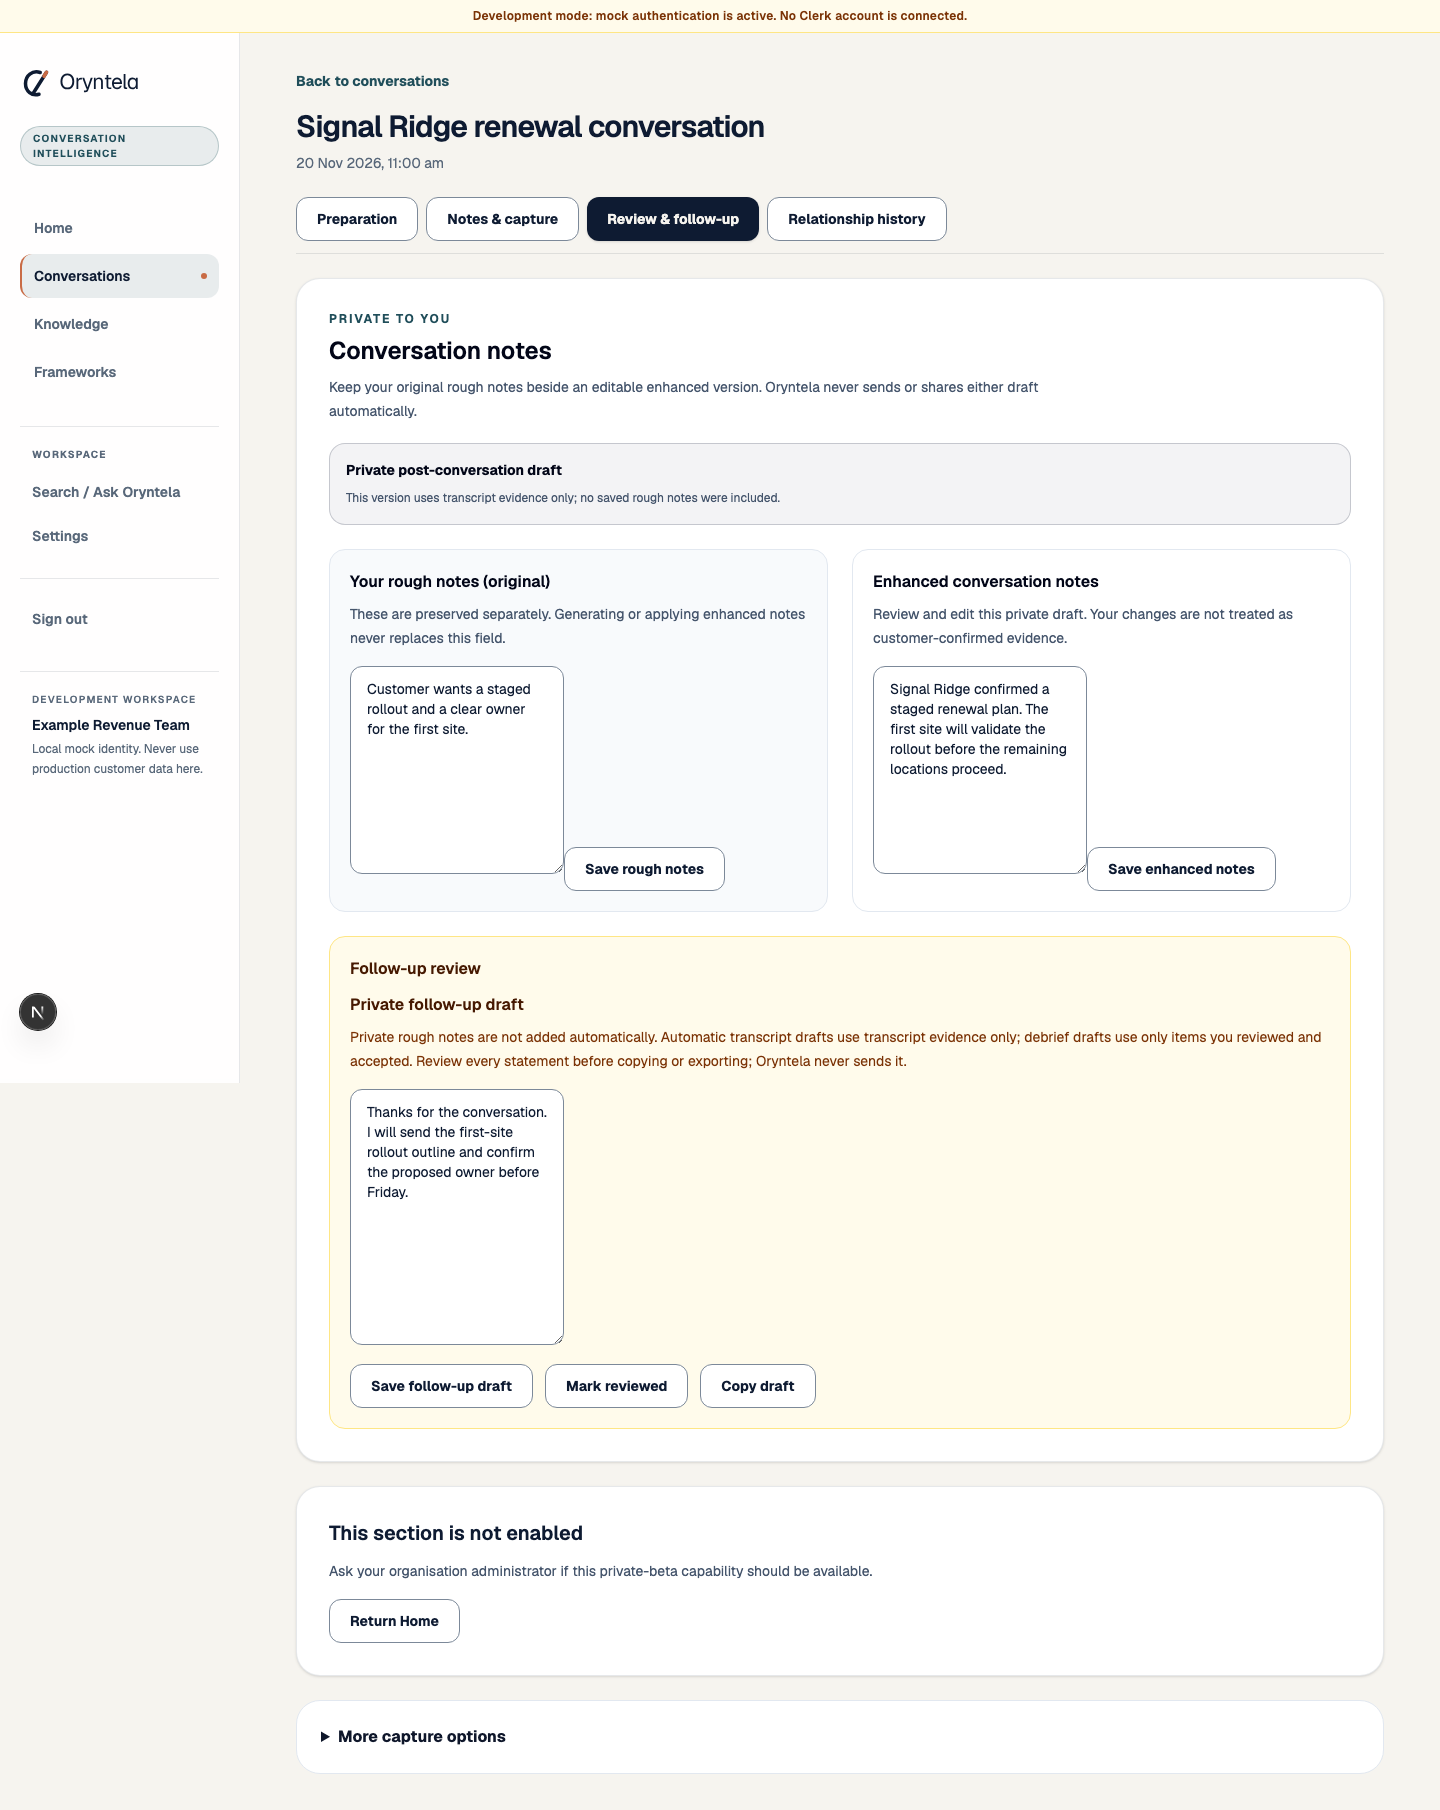 Development mode: mock authentication is active. No Clerk account is connected.
Oryntela
CONVERSATION
INTELLIGENCE
Home
Conversations
Knowledge
Frameworks
WORKSPACE
Search / Ask Oryntela
Settings
Sign out
DEVELOPMENT WORKSPACE
Example Revenue Team
Local mock identity. Never use
production customer data here.
N
Back to conversations
Signal Ridge renewal conversation
20 Nov 2026, 11:00 am
Preparation
Notes & capture
Review & follow-up
Relationship history
PRIVATE TO YOU
Conversation notes
Keep your original rough notes beside an editable enhanced version. Oryntela never sends or shares either draft
automatically.
Private post-conversation draft
This version uses transcript evidence only; no saved rough notes were included.
Your rough notes (original)
These are preserved separately. Generating or applying enhanced notes
never replaces this field.
Customer wants a staged
rollout and a clear owner
for the first site.
Save rough notes
Enhanced conversation notes
Review and edit this private draft. Your changes are not treated as
customer-confirmed evidence.
Signal Ridge confirmed a
staged renewal plan. The
first site will validate the
rollout before the remaining
locations proceed.
Save enhanced notes
Follow-up review
Private follow-up draft
Private rough notes are not added automatically. Automatic transcript drafts use transcript evidence only; debrief drafts use only items you reviewed and
accepted. Review every statement before copying or exporting; Oryntela never sends it.
Thanks for the conversation.
I will send the first-site
rollout outline and confirm
the proposed owner before
Friday.
Save follow-up draft
Mark reviewed
Copy draft
This section is not enabled
Ask your organisation administrator if this private-beta capability should be available.
Return Home
More capture options